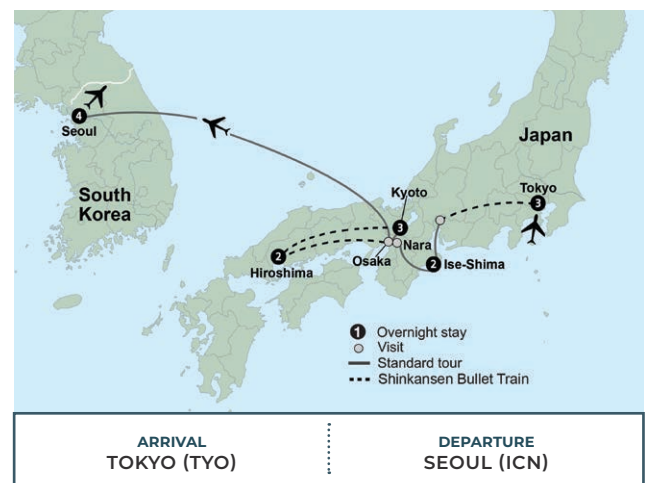 4
Seoul
South
Korea
Japan
Tokyo
3
Kyoto
3
Nara
Osaka
2
Hiroshima
2 Ise-Shima
1 Overnight stay
Visit
Standard tour
Shinkansen Bullet Train
ARRIVAL
TOKYO (TYO)
DEPARTURE
SEOUL (ICN)